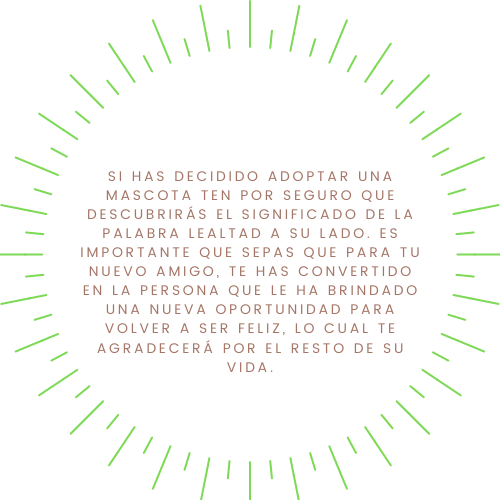 SI HAS DECIDIDO ADOPTAR UNA
MASCOTA TEN POR SEGURO QUE
DESCUBRIRÁS EL SIGNIFICADO DE LA
PALABRA LEALTAD A SU LADO. ES
IMPORTANTE QUE SEPAS QUE PARA TU
NUEVO AMIGO, TE HAS CONVERTIDO
EN LA PERSONA QUE LE HA BRINDADO
UNA NUEVA OPORTUNIDAD PARA
VOLVER A SER FELIZ, LO CUAL TE
AGRADECERÁ POR EL RESTO DE SU
VIDA.